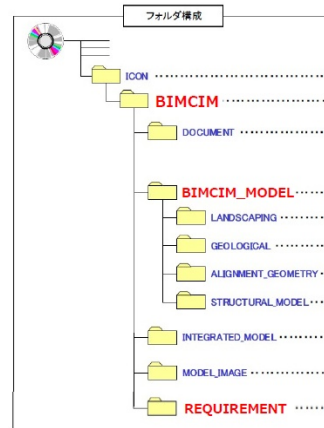 フォルダ構成
ICON
BIMCIM
DOCUMENT
BIMCIM_MODEL
LANDSCAPING
GEOLOGICAL
ALIGNMENT_GEOMETRY
STRUCTURAL_MODEL
INTEGRATED_MODEL
MODEL_IMAGE
REQUIREMENT